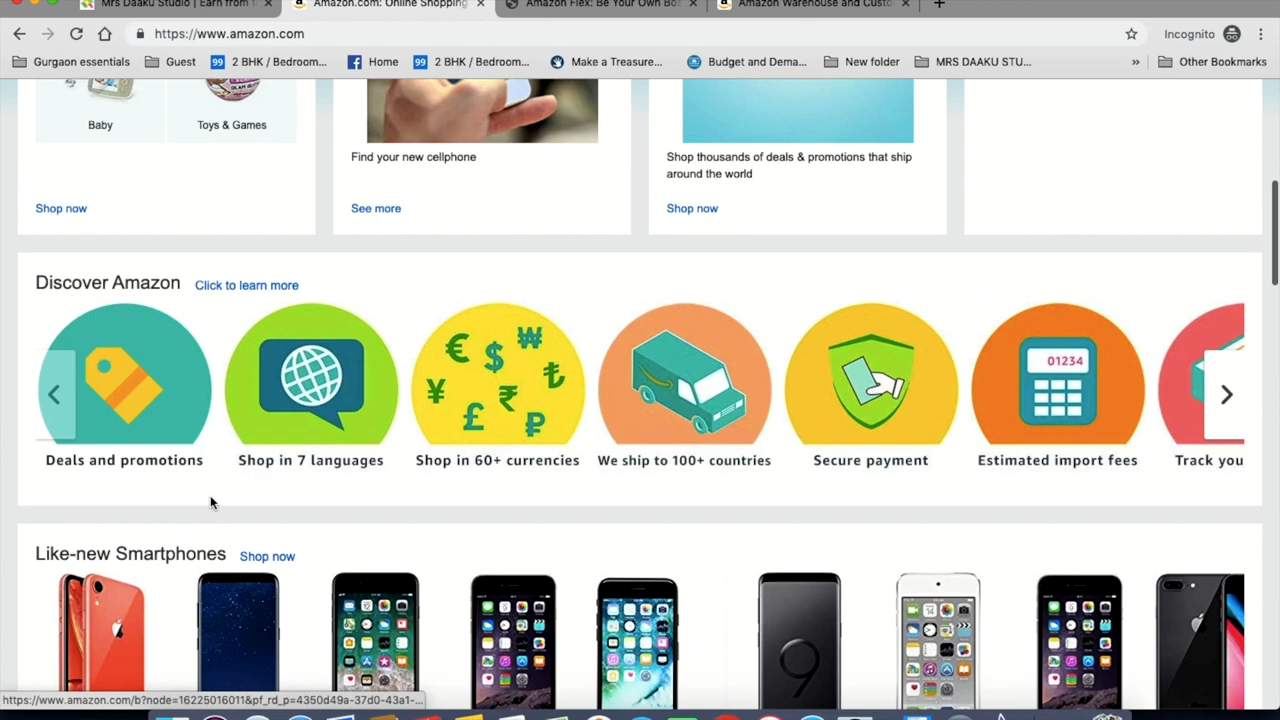 Mrs Daaku Studio | Earn from t
Amazon.com: Online Shopping
Amazon Flex: Be Your Own Bos
Amazon Warehouse and Custo
https://www.amazon.com
Incognito
Gurgaon essentials
Guest
99 2 BHK / Bedroom...
Home
99 2 BHK / Bedroom...
Make a Treasure...
Budget and Dema...
New folder
MRS DAAKU STU...
»
Other Bookmarks
Baby
Toys & Games
Find your new cellphone
Shop thousands of deals & promotions that ship
around the world
Shop now
See more
Shop now
Discover Amazon Click to learn more
€ $ ₩
¥ ₹ ₺
£ ₽
01234
Deals and promotions
Shop in 7 languages
Shop in 60+ currencies
We ship to 100+ countries
Secure payment
Estimated import fees
Track you
Like-new Smartphones Shop now
9
https://www.amazon.com/b?node=16225016011&pf_rd_p=4350d49a-37d0-43a1-...